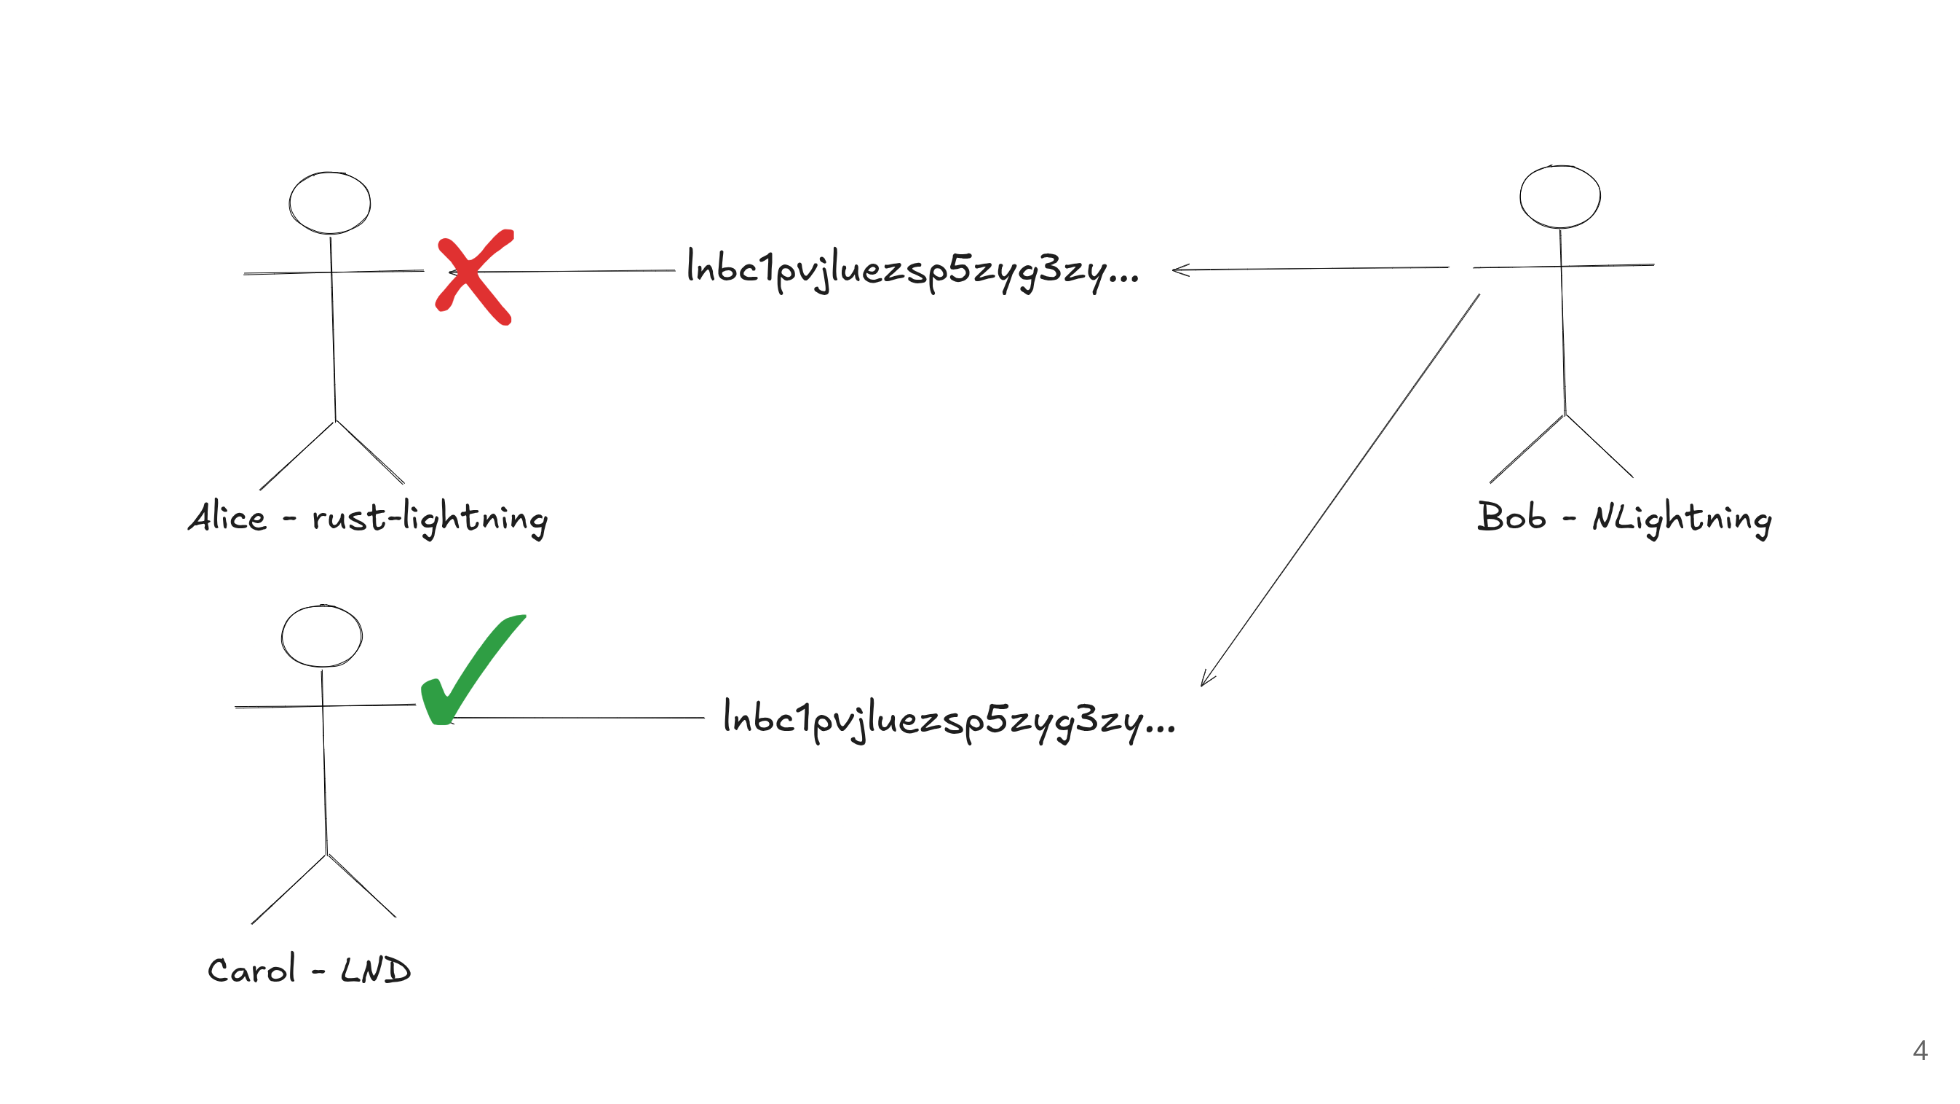 lnbc1pvjluezsp5zyg3zy...
Alice - rust-lightning
Bob - NLightning
lnbc1pvjluezsp5zyg3zy...
Carol - LND
4